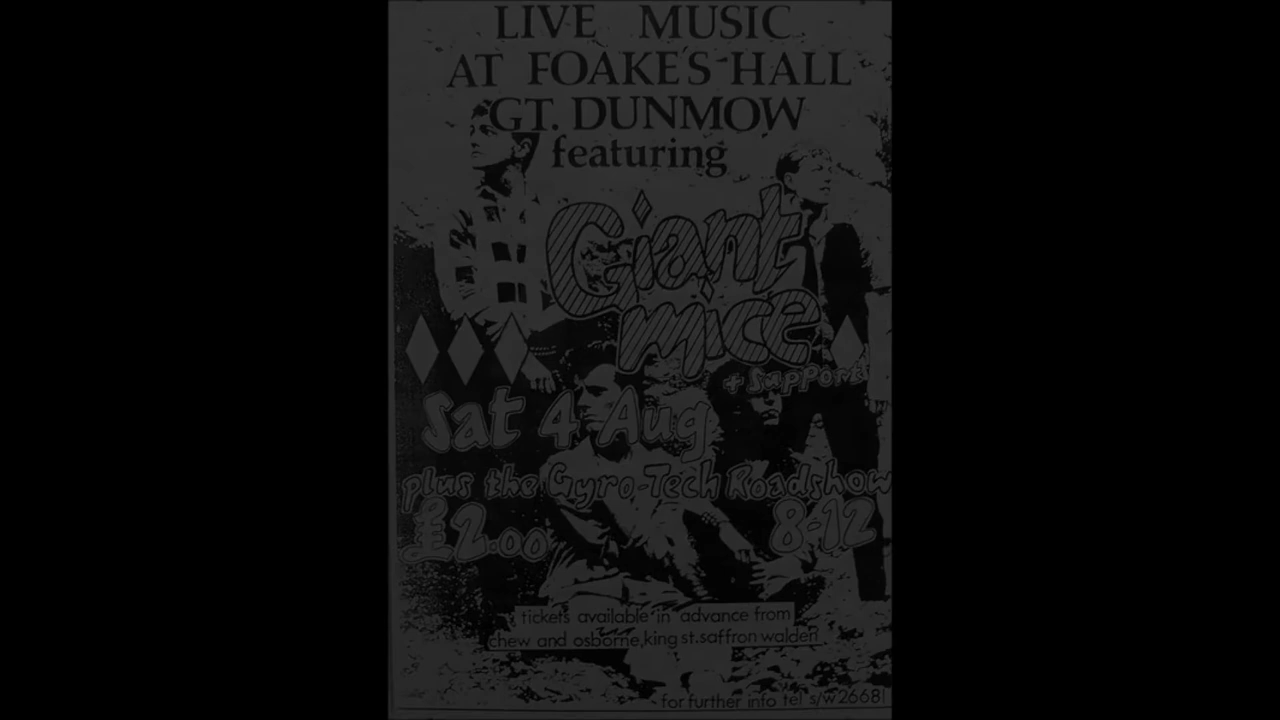 LIVE MUSIC
AT FOAKE'S HALL
GT. DUNMOW
featuring
Giant
mice
+ support
Sat 4 Aug
plus the Gyro-Tech Roadshow
£2.00 8-12
tickets available in advance from
chew and osborne, king st. saffron walden
for further info tel s/w 26681